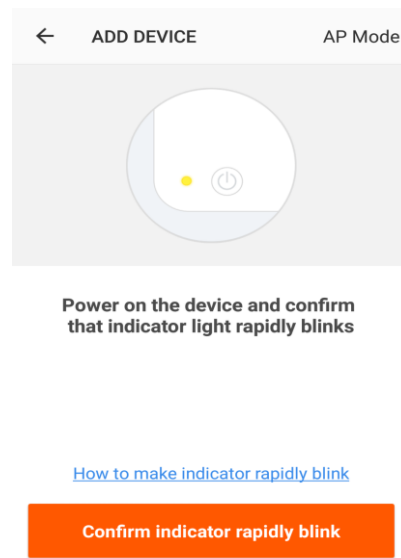 ADD DEVICE AP Mode
Power on the device and confirm
that indicator light rapidly blinks
How to make indicator rapidly blink
Confirm indicator rapidly blink